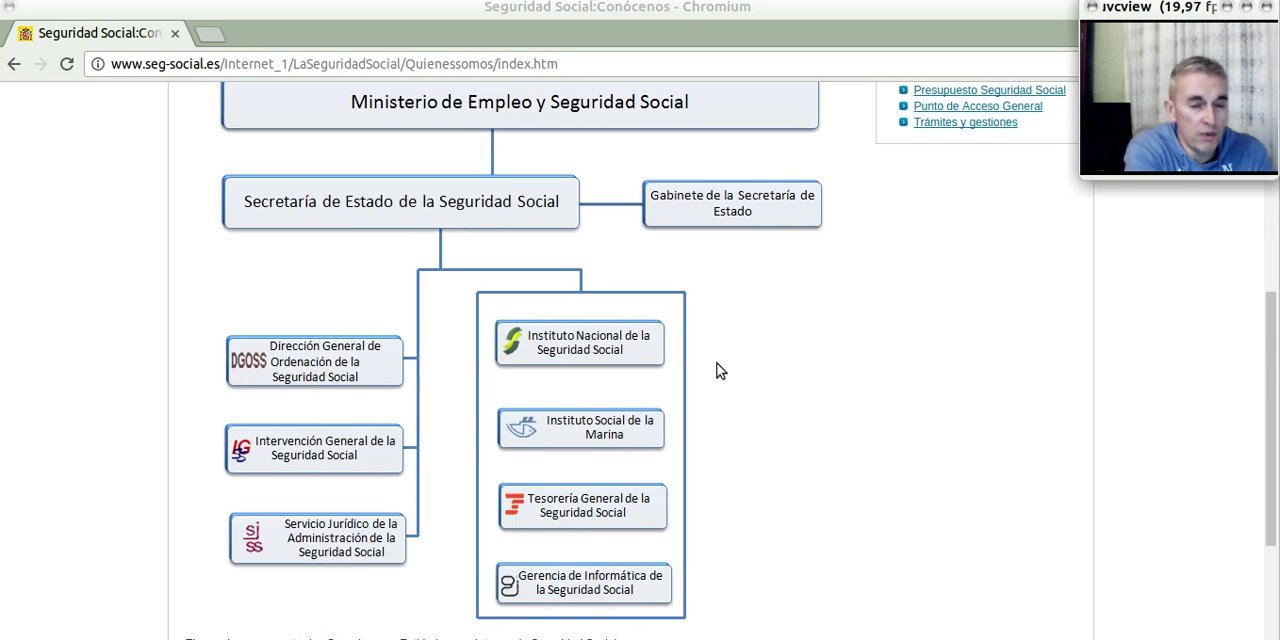 Seguridad Social:Conócenos - Chromium
uvcview (19,97 fp
Seguridad Social:Con
www.seg-social.es/Internet_1/LaSeguridadSocial/Quienessomos/index.htm
Ministerio de Empleo y Seguridad Social
Presupuesto Seguridad Social
Punto de Acceso General
Trámites y gestiones
Secretaría de Estado de la Seguridad Social
Gabinete de la Secretaría de
Estado
DGOSS
Dirección General de
Ordenación de la
Seguridad Social
Instituto Nacional de la
Seguridad Social
Instituto Social de la
Marina
Intervención General de la
Seguridad Social
Tesorería General de la
Seguridad Social
sj
ss
Servicio Jurídico de la
Administración de la
Seguridad Social
Gerencia de Informática de
la Seguridad Social